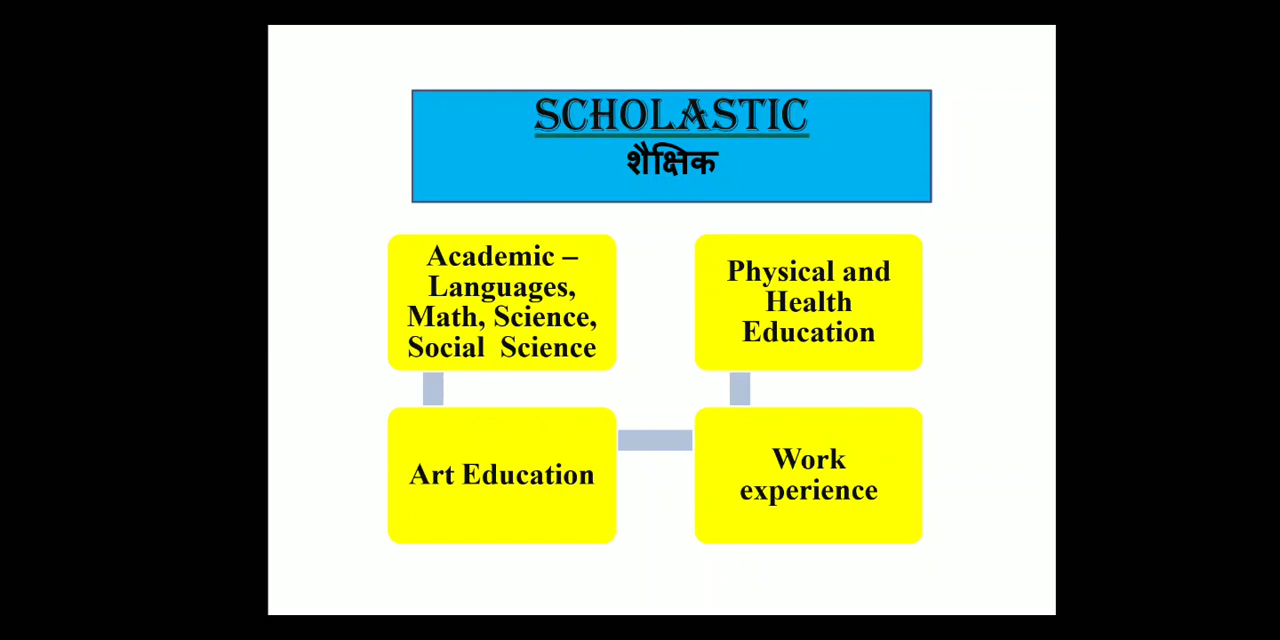 SCHOLASTIC
शैक्षिक
Academic –
Languages,
Math, Science,
Social Science
Art Education
Work
experience
Physical and
Health
Education